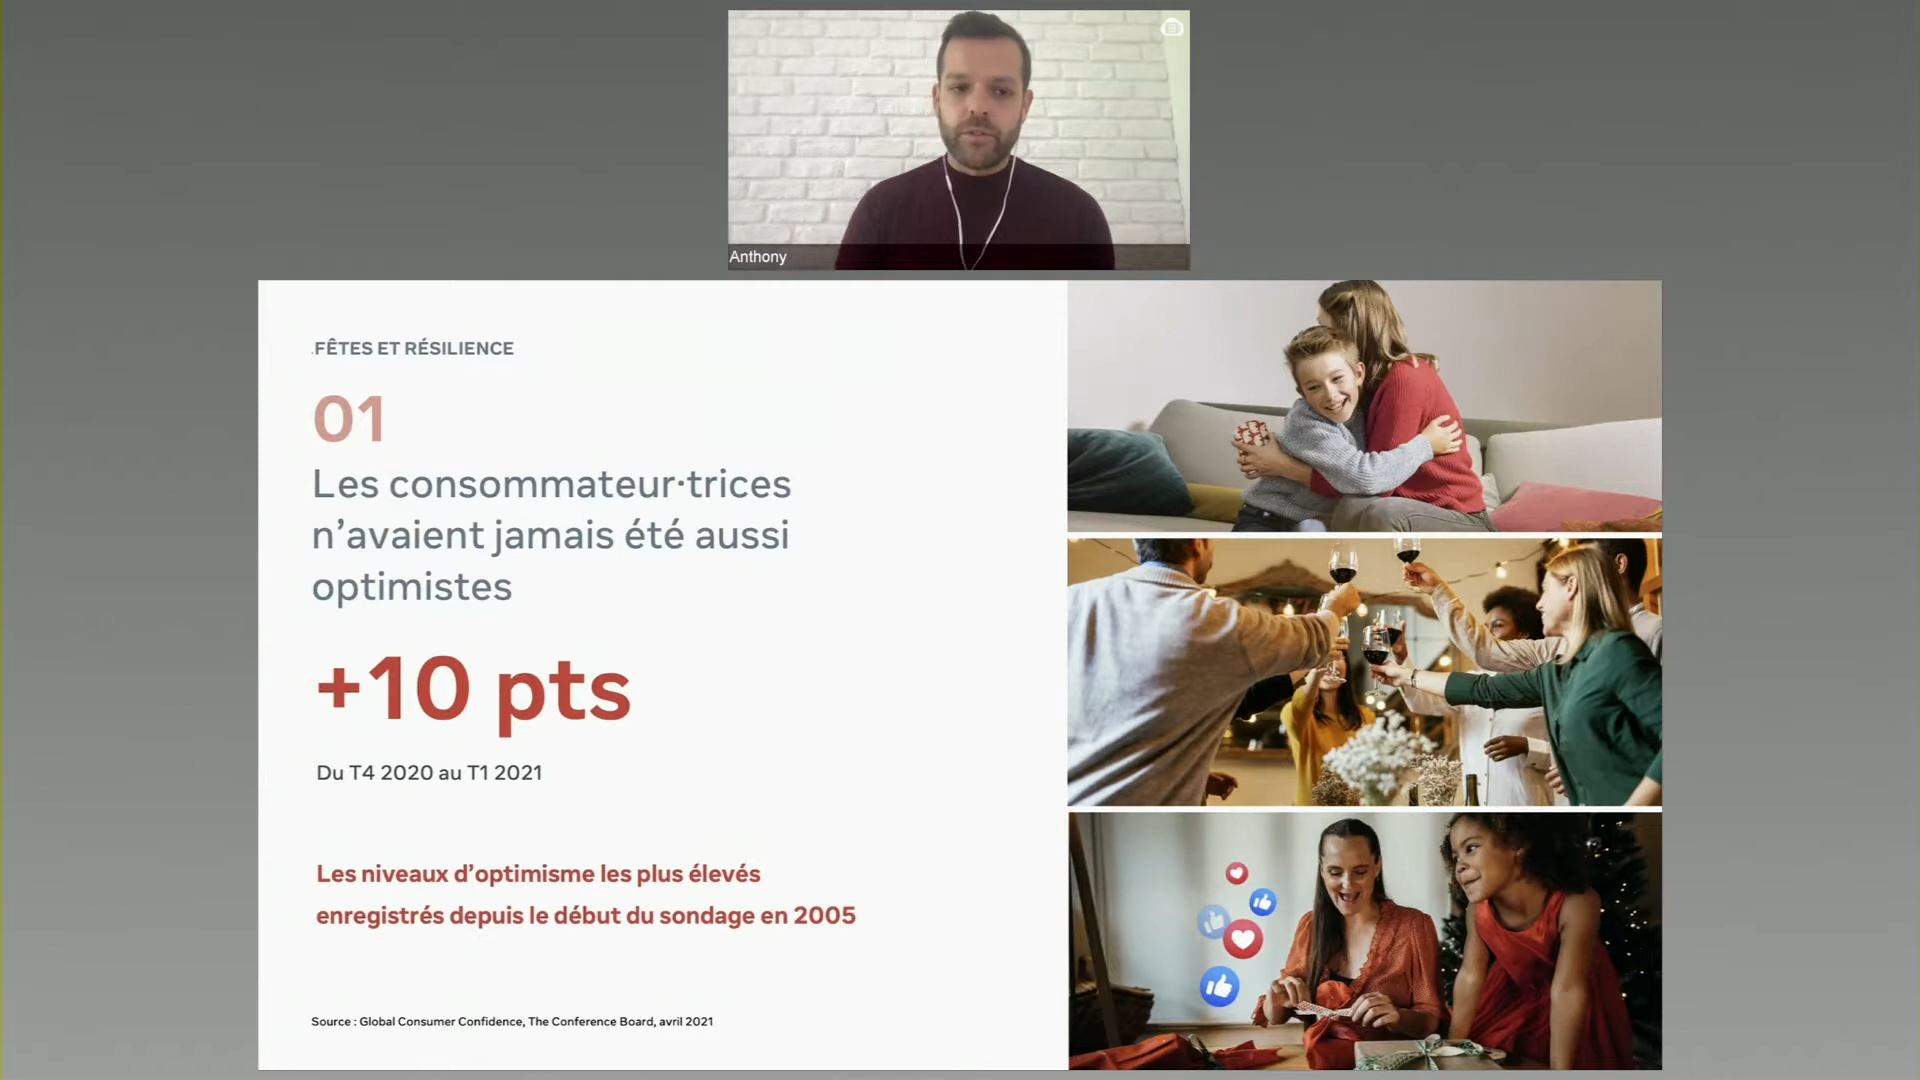 Anthony
FÊTES ET RÉSILIENCE
01
Les consommateur·trices
n’avaient jamais été aussi
optimistes
+10 pts
Du T4 2020 au T1 2021
Les niveaux d’optimisme les plus élevés
enregistrés depuis le début du sondage en 2005
Source : Global Consumer Confidence, The Conference Board, avril 2021